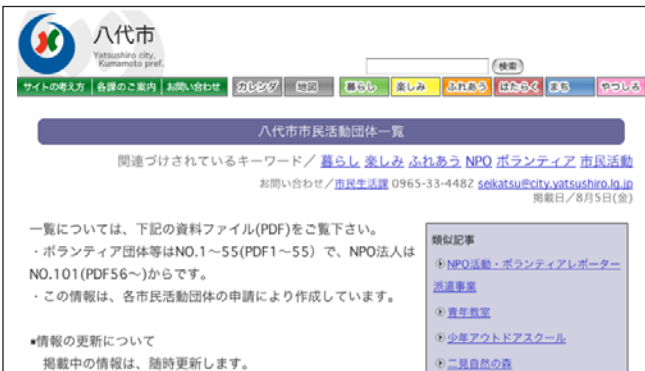 八代市
Yatsushiro city,
Kumamoto pref.
検索
サイトの考え方 各課のご案内 お問い合わせ カレンダ 地図 暮らし 楽しみ ふれあう はたらく まち やつしろ
八代市市民活動団体一覧
関連づけされているキーワード／ 暮らし 楽しみ ふれあう NPO ボランティア 市民活動
お問い合わせ／市民生活課 0965-33-4482 seikatsu@city.yatsushiro.lg.jp
掲載日／8月5日(金)
一覧については、下記の資料ファイル(PDF)をご覧下さい。
・ボランティア団体等はNO.1〜55(PDF1〜55）で、NPO法人は
NO.101(PDF56〜)からです。
・この情報は、各市民活動団体の申請により作成しています。
▪情報の更新について
掲載中の情報は、随時更新します。
類似記事
NPO活動・ボランティアレポーター
派遣事業
青年教室
少年アウトドアスクール
二見自然の森